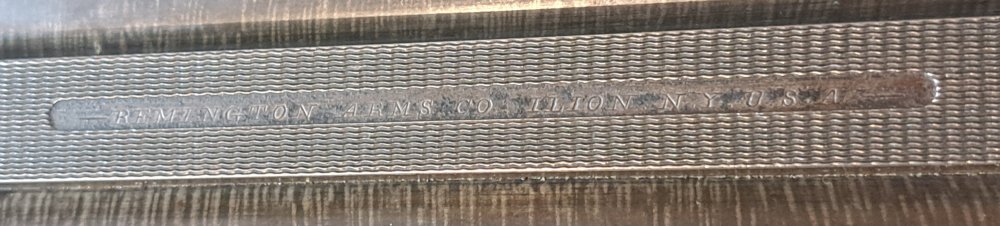 — REMINGTON ARMS CO. ILION N.Y. U.S.A. —